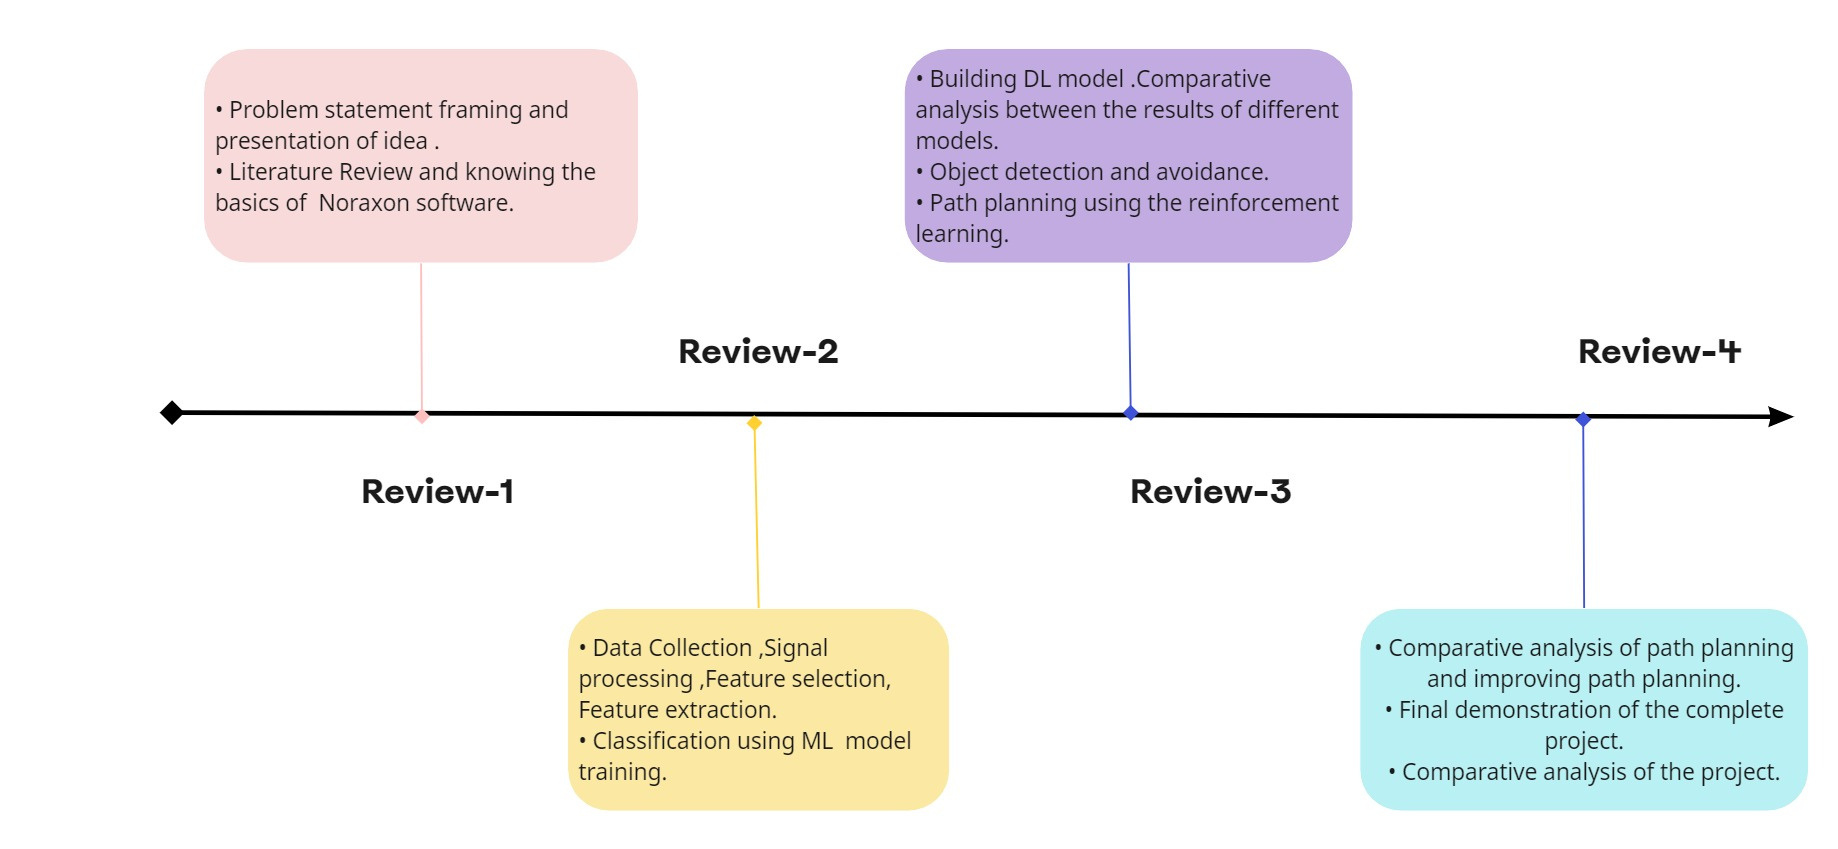 • Problem statement framing and
presentation of idea .
• Literature Review and knowing the
basics of  Noraxon software.
• Building DL model .Comparative
analysis between the results of different
models.
• Object detection and avoidance.
• Path planning using the reinforcement
learning.
Review-2
Review-4
Review-1
Review-3
• Data Collection ,Signal
processing ,Feature selection,
Feature extraction.
• Classification using ML  model
training.
• Comparative analysis of path planning
and improving path planning.
• Final demonstration of the complete
project.
• Comparative analysis of the project.